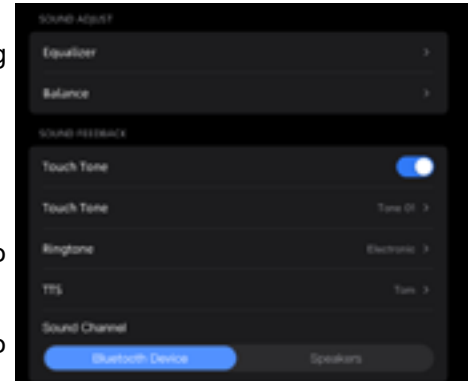 SOUND ADJUST
g
Equalizer >
Balance >
SOUND FEEDBACK
Touch Tone
Touch Tone Tone 01 >
o
Ringtone Electronic >
TTS Tom >
Sound Channel
o
Bluetooth Device Speakers